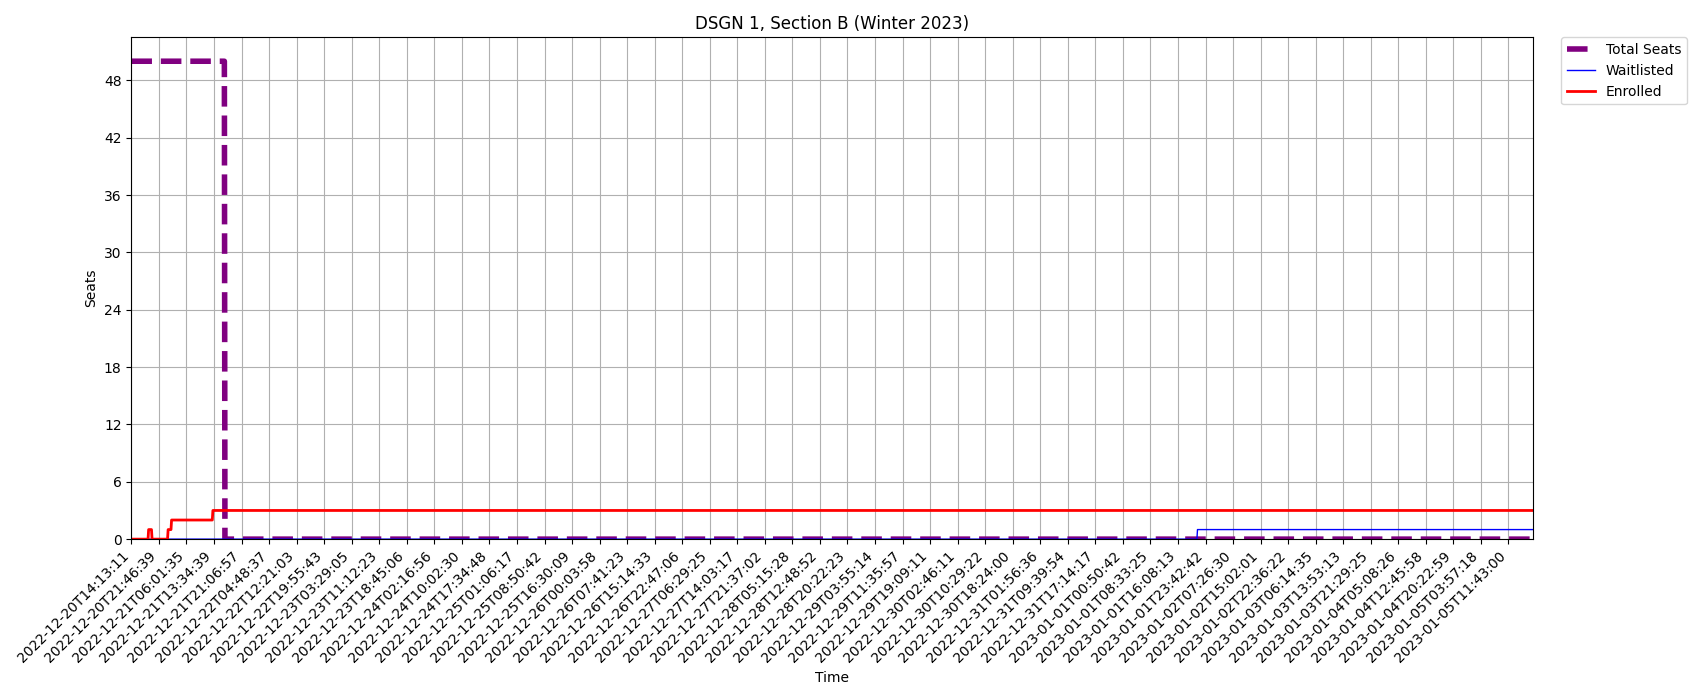 DSGN 1, Section B (Winter 2023)
Total Seats
Waitlisted
Enrolled
Seats
48
42
36
30
24
18
12
6
0
2022-12-20T14:13:11
2022-12-20T21:46:39
2022-12-21T06:01:35
2022-12-21T13:34:39
2022-12-21T21:06:57
2022-12-22T04:48:37
2022-12-22T12:21:03
2022-12-22T19:55:43
2022-12-23T03:29:05
2022-12-23T11:12:23
2022-12-23T18:45:06
2022-12-24T02:16:56
2022-12-24T10:02:30
2022-12-24T17:34:48
2022-12-25T01:06:17
2022-12-25T08:50:42
2022-12-25T16:30:09
2022-12-26T00:03:58
2022-12-26T07:41:23
2022-12-26T15:14:33
2022-12-26T22:47:06
2022-12-27T06:29:25
2022-12-27T14:03:17
2022-12-27T21:37:02
2022-12-28T05:15:28
2022-12-28T12:48:52
2022-12-28T20:22:23
2022-12-29T03:55:14
2022-12-29T11:35:57
2022-12-29T19:09:11
2022-12-30T02:46:11
2022-12-30T10:29:22
2022-12-30T18:24:00
2022-12-31T01:56:36
2022-12-31T09:39:54
2022-12-31T17:14:17
2023-01-01T00:50:42
2023-01-01T08:33:25
2023-01-01T16:08:13
2023-01-01T23:42:42
2023-01-02T07:26:30
2023-01-02T15:02:01
2023-01-02T22:36:22
2023-01-03T06:14:35
2023-01-03T13:53:13
2023-01-03T21:29:25
2023-01-04T05:08:26
2023-01-04T12:45:58
2023-01-04T20:22:59
2023-01-05T03:57:18
2023-01-05T11:43:00
Time